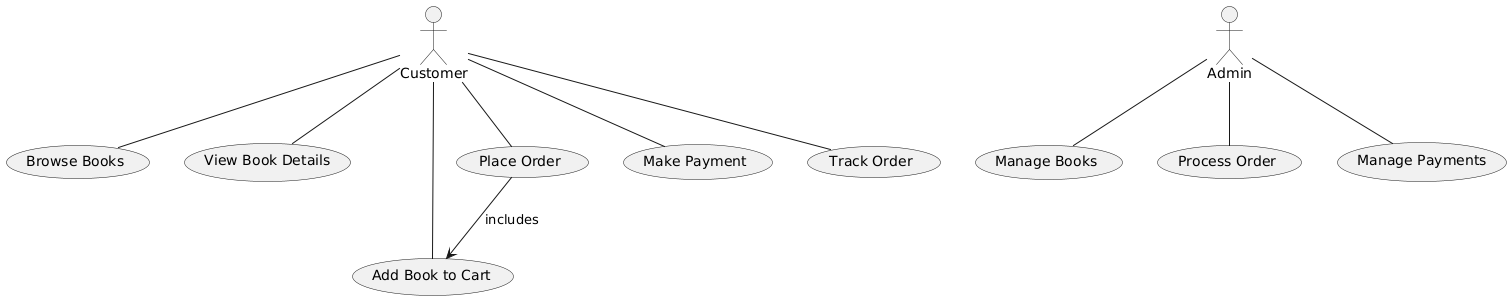 Customer
Admin
Browse Books
View Book Details
Place Order
Make Payment
Track Order
Manage Books
Process Order
Manage Payments
includes
Add Book to Cart